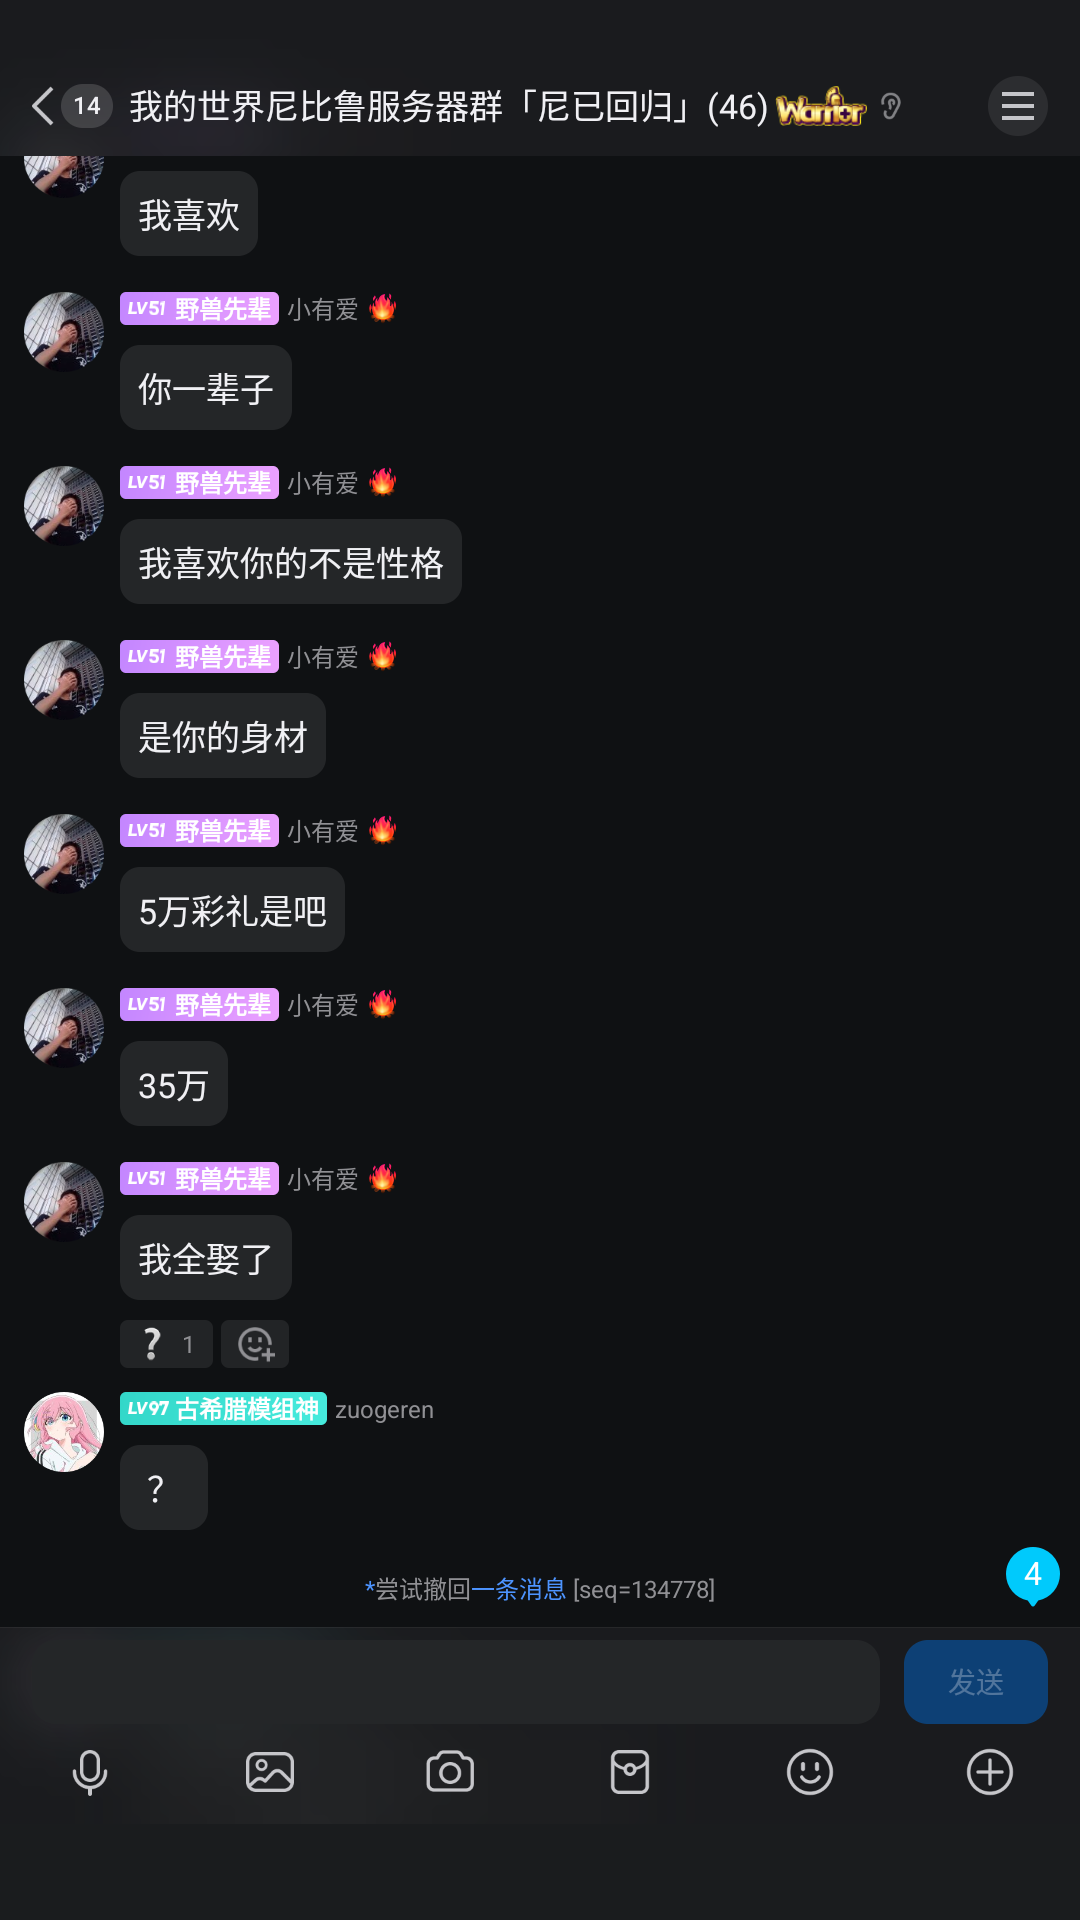 14 我的世界尼比鲁服务器群「尼已回归」(46) Warrior
我喜欢
LV51 野兽先辈 小有爱
你一辈子
LV51 野兽先辈 小有爱
我喜欢你的不是性格
LV51 野兽先辈 小有爱
是你的身材
LV51 野兽先辈 小有爱
5万彩礼是吧
LV51 野兽先辈 小有爱
35万
LV51 野兽先辈 小有爱
我全娶了
? 1
LV97 古希腊模组神 zuogeren
？
*尝试撤回一条消息 [seq=134778]
4
发送